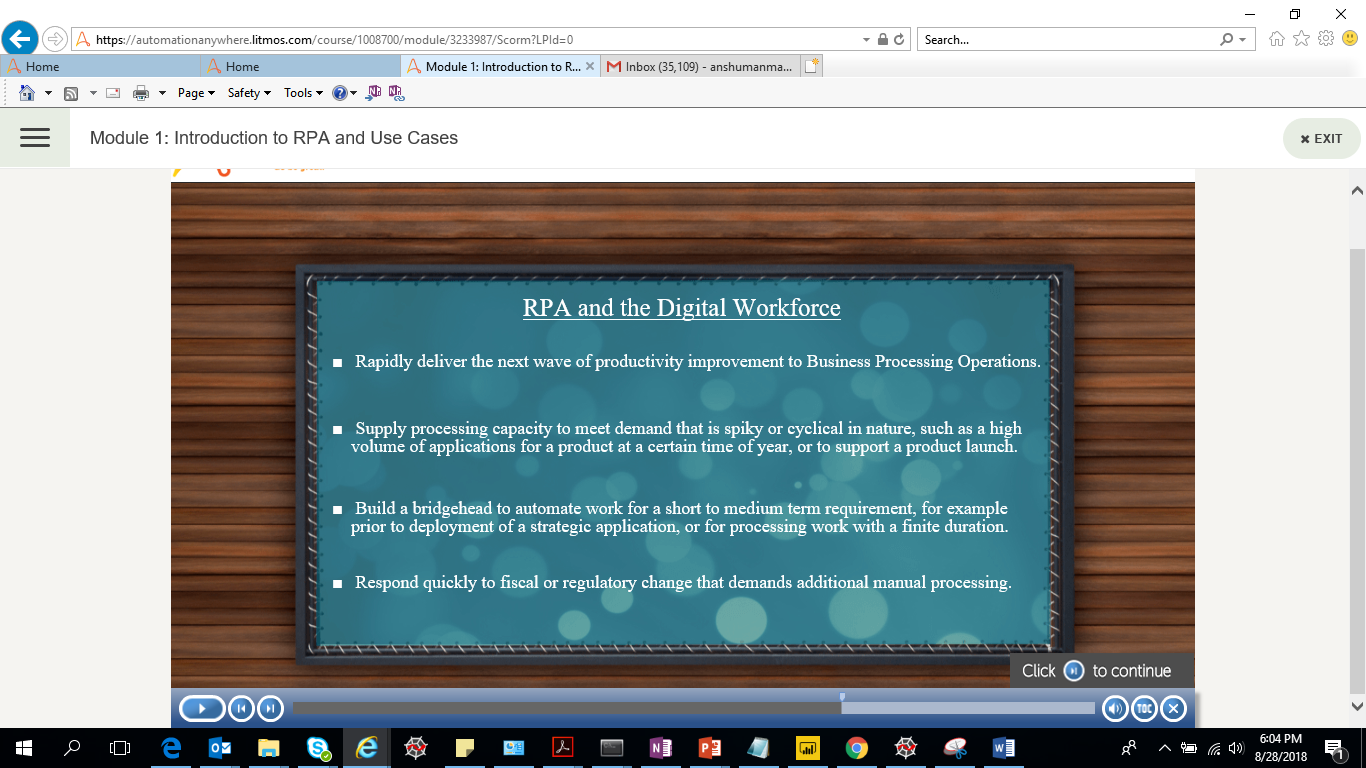 https://automationanywhere.litmos.com/course/1008700/module/3233987/Scorm?LPId=0
Search...
Home
Home
Module 1: Introduction to R...
Inbox (35,109) - anshumanma...
Page
Safety
Tools
Module 1: Introduction to RPA and Use Cases
EXIT
RPA and the Digital Workforce
Rapidly deliver the next wave of productivity improvement to Business Processing Operations.
Supply processing capacity to meet demand that is spiky or cyclical in nature, such as a high
volume of applications for a product at a certain time of year, or to support a product launch.
Build a bridgehead to automate work for a short to medium term requirement, for example
prior to deployment of a strategic application, or for processing work with a finite duration.
Respond quickly to fiscal or regulatory change that demands additional manual processing.
Click to continue
TOC
6:04 PM
8/28/2018
1